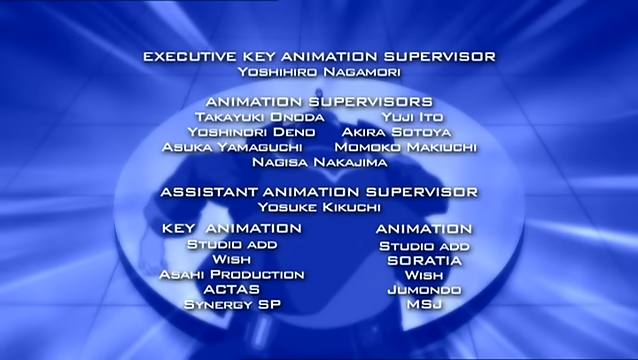 EXECUTIVE KEY ANIMATION SUPERVISOR
YOSHIHIRO NAGAMORI
ANIMATION SUPERVISORS
TAKAYUKI ONODA YUJI ITO
YOSHINORI DENO AKIRA SOTOYA
ASUKA YAMAGUCHI MOMOKO MAKIUCHI
NAGISA NAKAJIMA
ASSISTANT ANIMATION SUPERVISOR
YOSUKE KIKUCHI
KEY ANIMATION ANIMATION
STUDIO ADD STUDIO ADD
WISH SORATIA
ASAHI PRODUCTION WISH
ACTAS JUMONDO
SYNERGY SP MSJ